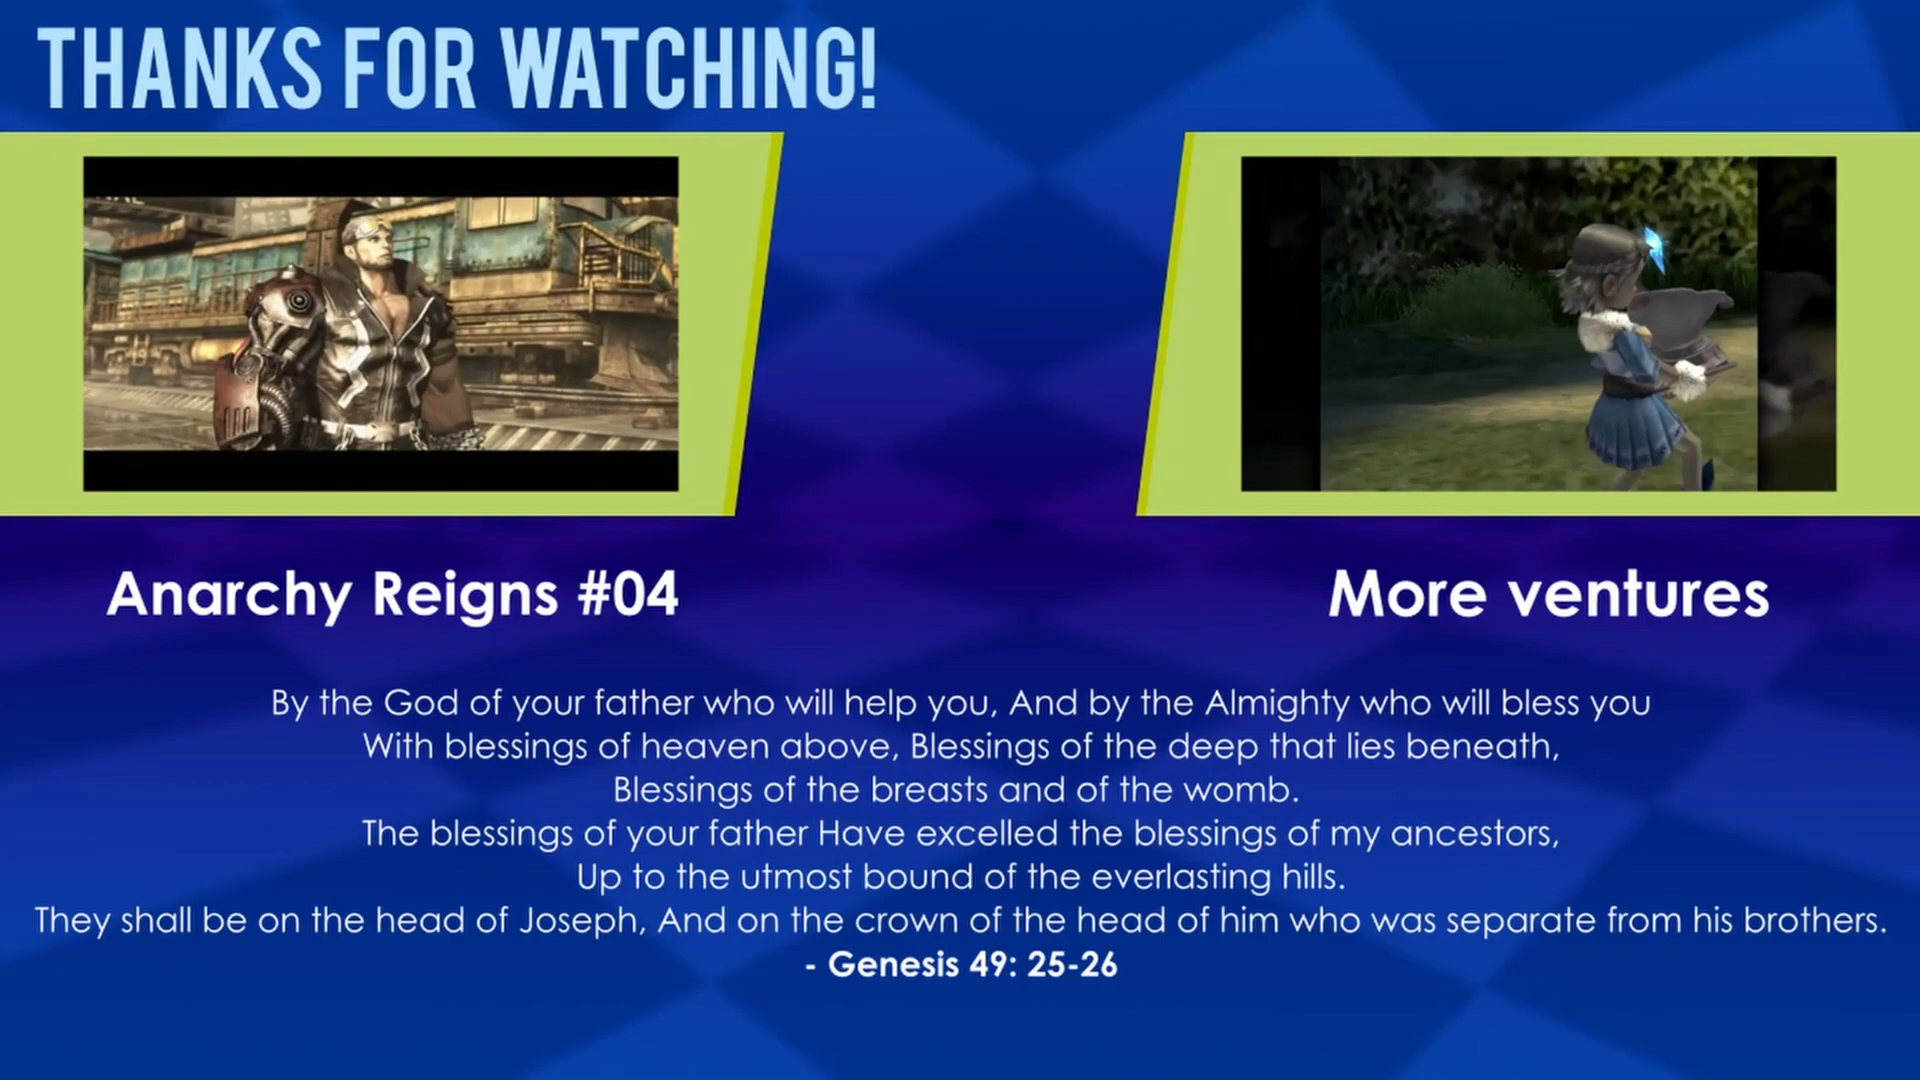 THANKS FOR WATCHING!
Anarchy Reigns #04
More ventures
By the God of your father who will help you, And by the Almighty who will bless you
With blessings of heaven above, Blessings of the deep that lies beneath,
Blessings of the breasts and of the womb.
The blessings of your father Have excelled the blessings of my ancestors,
Up to the utmost bound of the everlasting hills.
They shall be on the head of Joseph, And on the crown of the head of him who was separate from his brothers.
- Genesis 49: 25-26